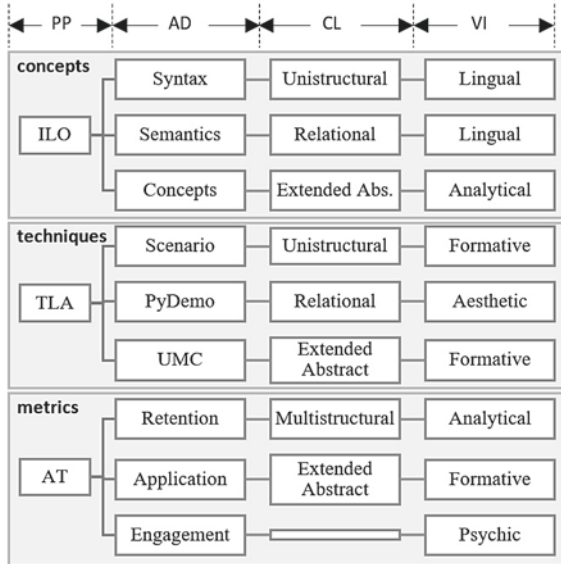 PP AD CL VI
concepts
Syntax Unistructural Lingual
ILO Semantics Relational Lingual
Concepts Extended Abs. Analytical
techniques
Scenario Unistructural Formative
TLA PyDemo Relational Aesthetic
UMC Extended Abstract Formative
metrics
Retention Multistructural Analytical
AT Application Extended Abstract Formative
Engagement Psychic